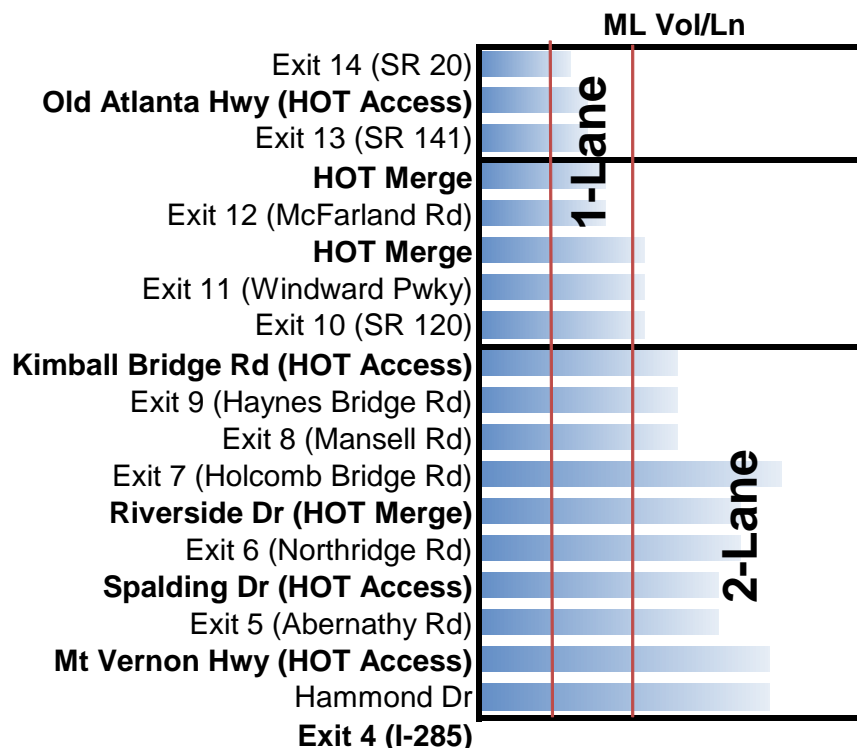 ML Vol/Ln
Exit 14 (SR 20)
Old Atlanta Hwy (HOT Access)
Exit 13 (SR 141)
HOT Merge
Exit 12 (McFarland Rd)
HOT Merge
Exit 11 (Windward Pwky)
Exit 10 (SR 120)
Kimball Bridge Rd (HOT Access)
Exit 9 (Haynes Bridge Rd)
Exit 8 (Mansell Rd)
Exit 7 (Holcomb Bridge Rd)
Riverside Dr (HOT Merge)
Exit 6 (Northridge Rd)
Spalding Dr (HOT Access)
Exit 5 (Abernathy Rd)
Mt Vernon Hwy (HOT Access)
Hammond Dr
Exit 4 (I-285)
1-Lane
2-Lane